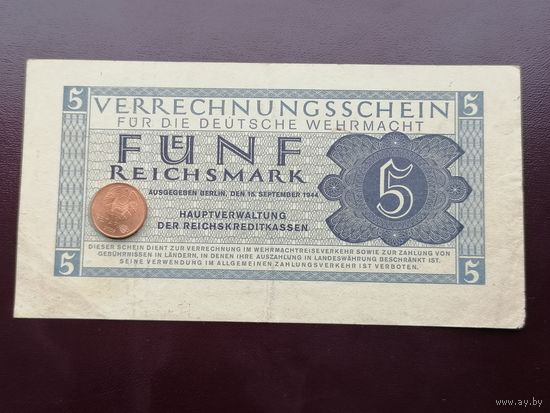 5 VERRECHNUNGSSCHEIN 5
FÜR DIE DEUTSCHE WEHRMACHT
FUENF
REICHSMARK
AUSGEGEBEN BERLIN, DEN 15. SEPTEMBER 1944
5
HAUPTVERWALTUNG
DER REICHSKREDITKASSEN
DIESER SCHEIN DIENT ZUR VERRECHNUNG IM WEHRMACHTREISEVERKEHR SOWIE ZUR ZAHLUNG VON
GEBÜHRNISSEN IN LÄNDERN, IN DENEN IHRE AUSZAHLUNG IN LANDESWÄHRUNG BESCHRÄNKT IST.
5 SEINE VERWENDUNG IM ALLGEMEINEN ZAHLUNGSVERKEHR IST VERBOTEN. 5
www.ay.by